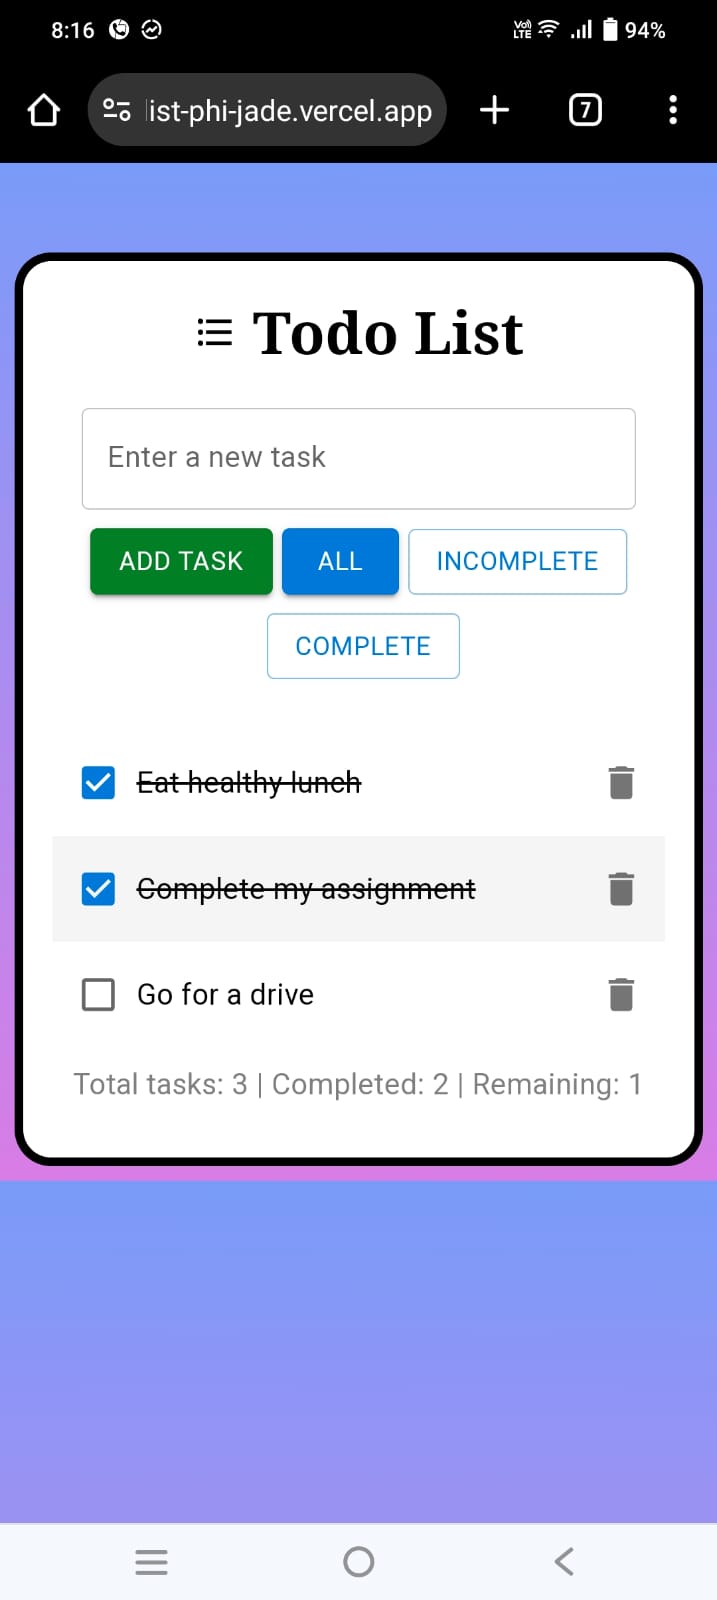 8:16 Vo) LTE 94%
ist-phi-jade.vercel.app 7
Todo List
Enter a new task
ADD TASK ALL INCOMPLETE
COMPLETE
Eat healthy lunch
Complete my assignment
Go for a drive
Total tasks: 3 | Completed: 2 | Remaining: 1